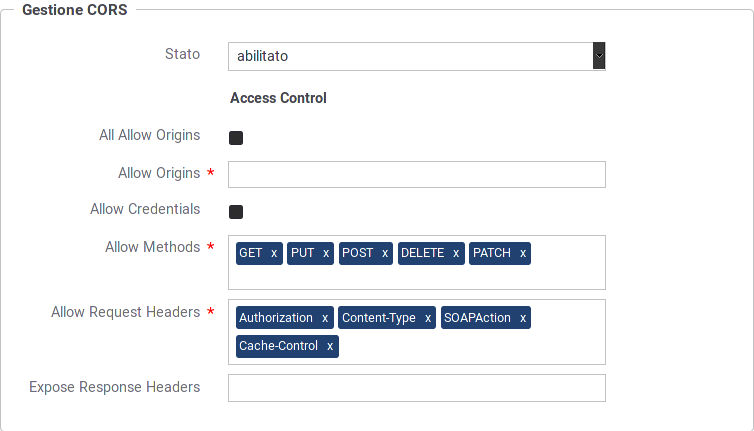 Gestione CORS
Stato abilitato
Access Control
All Allow Origins
Allow Origins *
Allow Credentials
Allow Methods * GET x PUT x POST x DELETE x PATCH x
Allow Request Headers * Authorization x Content-Type x SOAPAction x
Cache-Control x
Expose Response Headers